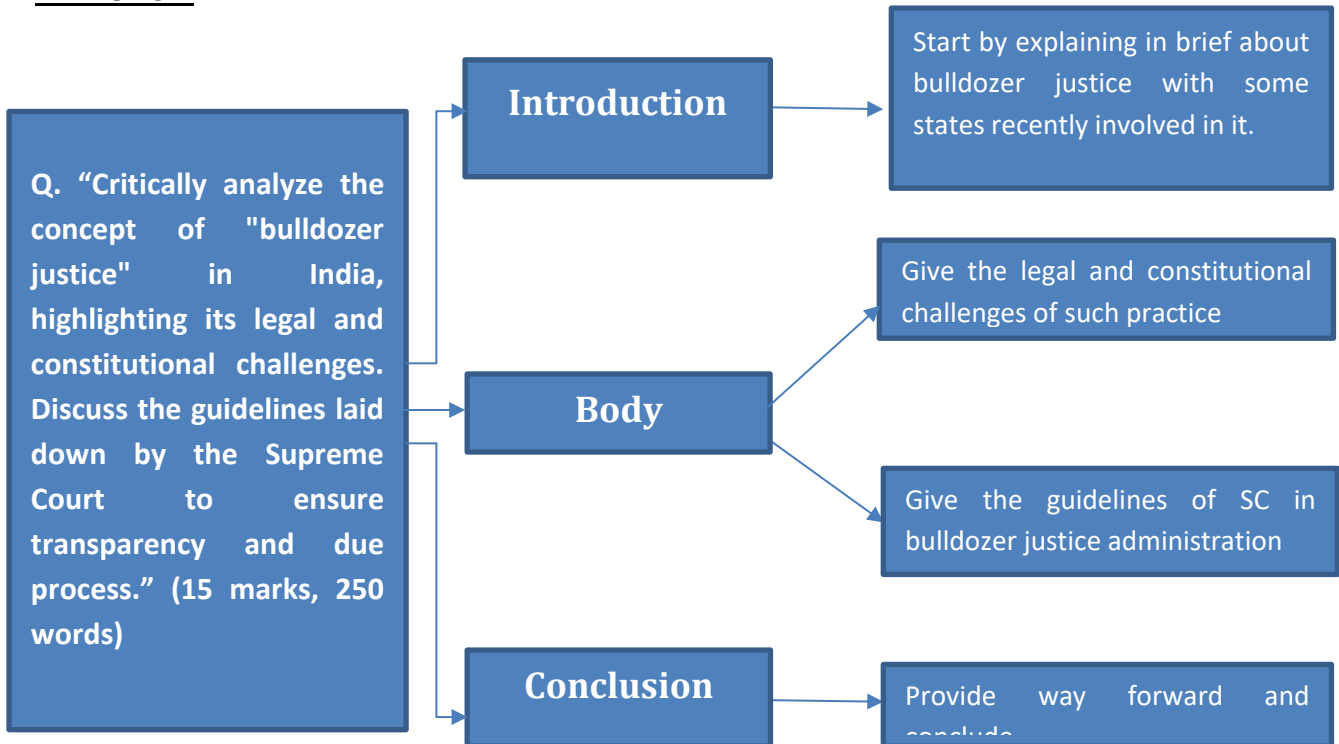 Q. “Critically analyze the
concept of "bulldozer
justice" in India,
highlighting its legal and
constitutional challenges.
Discuss the guidelines laid
down by the Supreme
Court to ensure
transparency and due
process.” (15 marks, 250
words)
Introduction
Start by explaining in brief about
bulldozer justice with some
states recently involved in it.
Body
Give the legal and constitutional
challenges of such practice
Give the guidelines of SC in
bulldozer justice administration
Conclusion
Provide way forward and
conclude